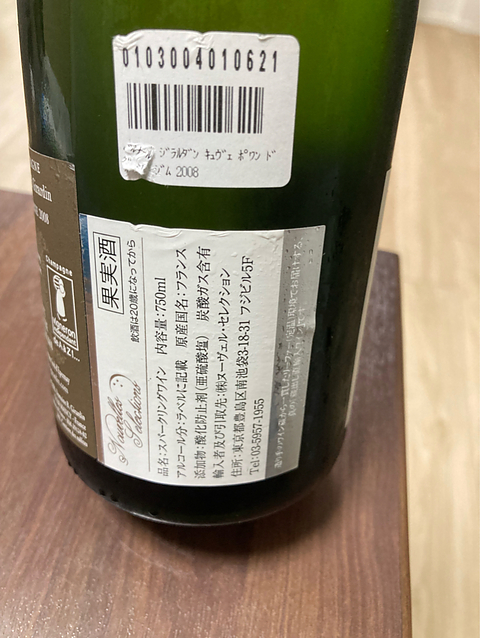 0103004010621
ジラルダン キュヴェ ポワン ド
ジム 2008
果実酒
飲酒は20歳になってから
Nouvelles
Selections
品名:スパークリングワイン 内容量:750ml
アルコール分:ラベルに記載 原産国名:フランス
添加物:酸化防止剤(亜硫酸塩) 炭酸ガス含有
輸入者及び引取先:(株)ヌーヴェル・セレクション
住所:東京都豊島区南池袋3-18-31 フジビル5F
Tel:03-5957-1955
2008
Champagne
Vigneron